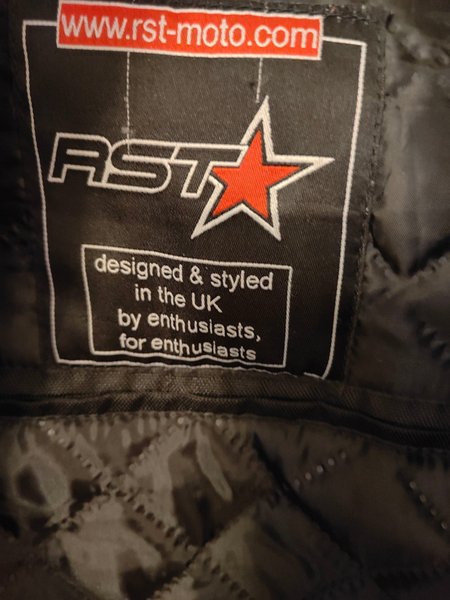 www.rst-moto.com
RST
designed & styled
in the UK
by enthusiasts,
for enthusiasts